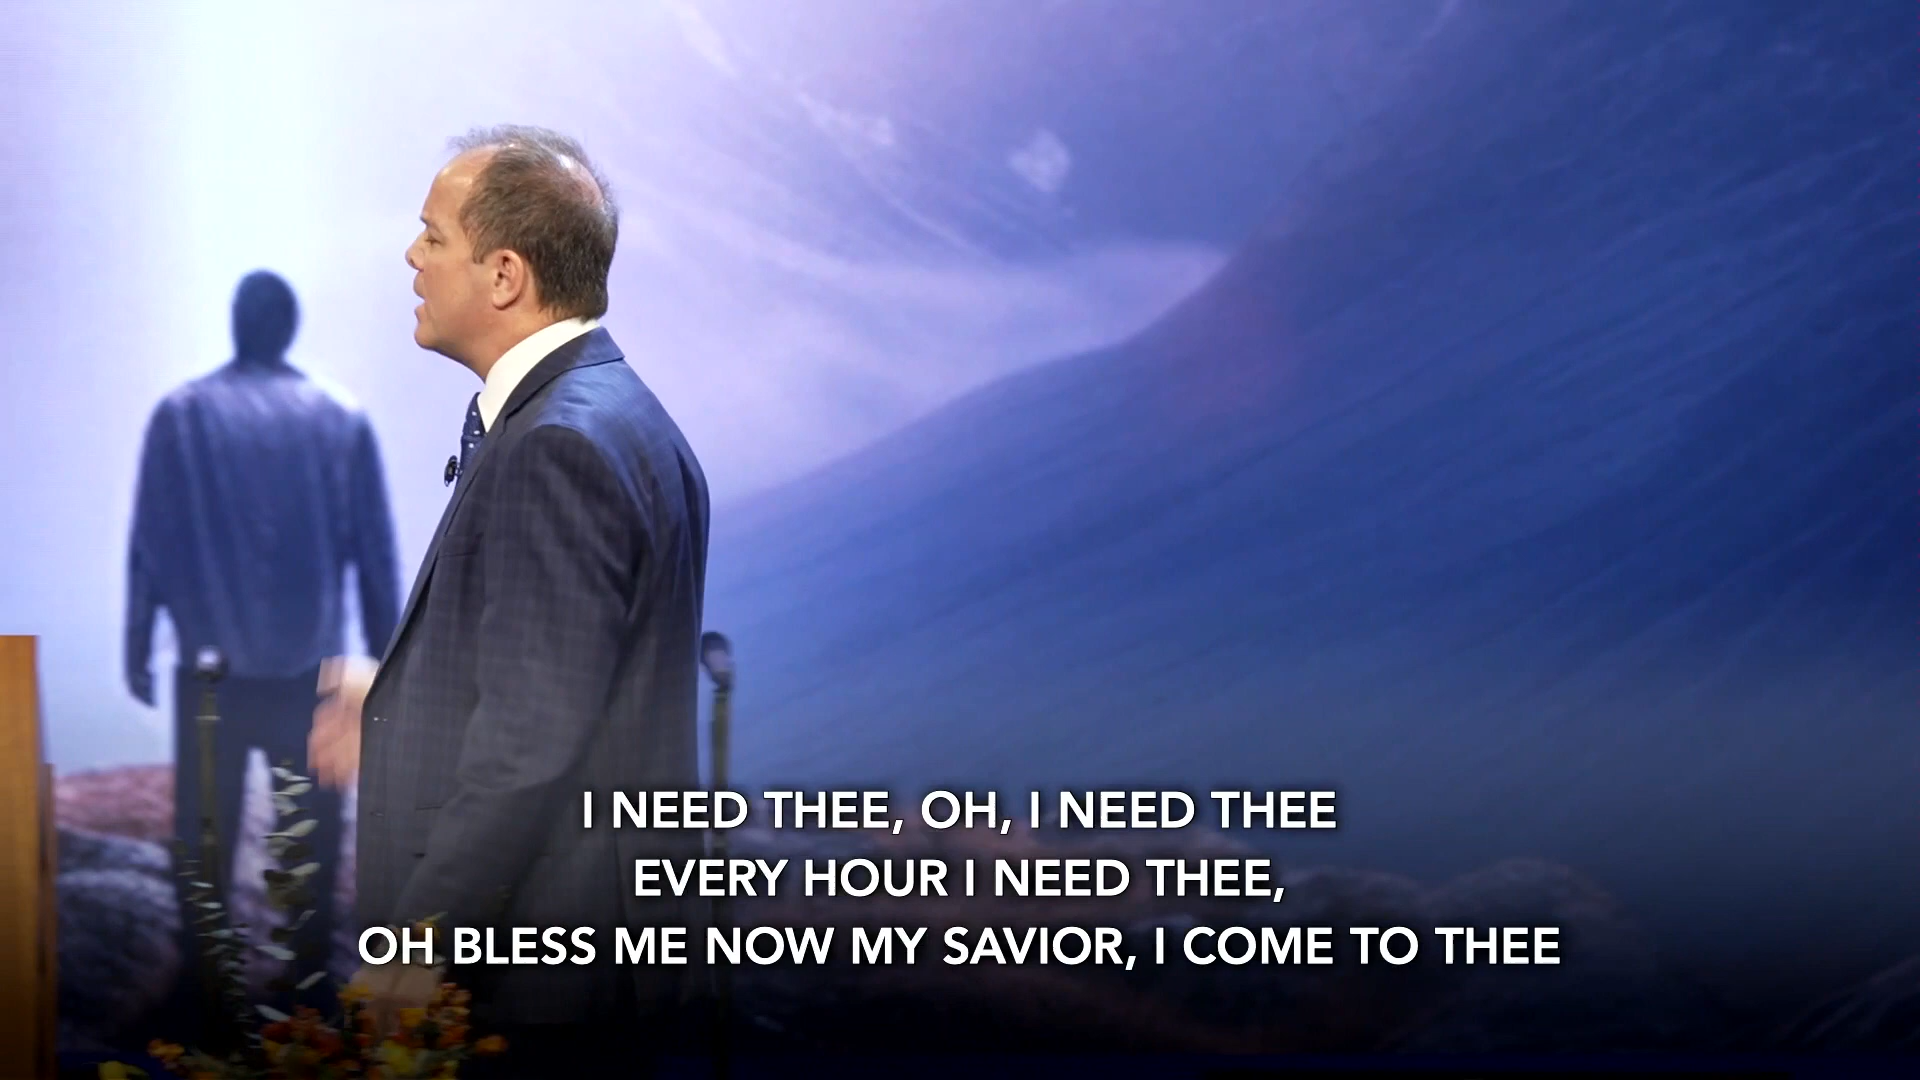 I NEED THEE, OH, I NEED THEE
EVERY HOUR I NEED THEE,
OH BLESS ME NOW MY SAVIOR, I COME TO THEE